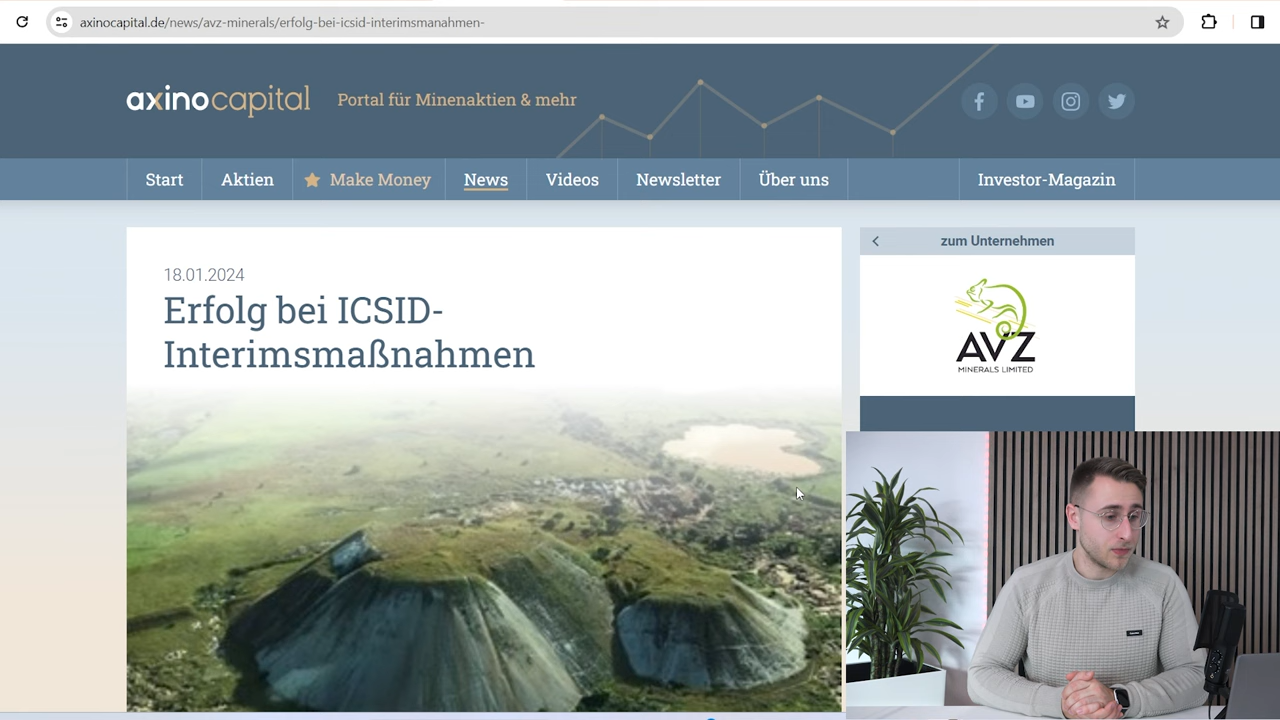 axinocapital.de/news/avz-minerals/erfolg-bei-icsid-interimsmanahmen-
axinocapital
Portal für Minenaktien & mehr
Start
Aktien
Make Money
News
Videos
Newsletter
Über uns
Investor-Magazin
18.01.2024
Erfolg bei ICSID-
Interimsmaßnahmen
zum Unternehmen
AVZ
MINERALS LIMITED